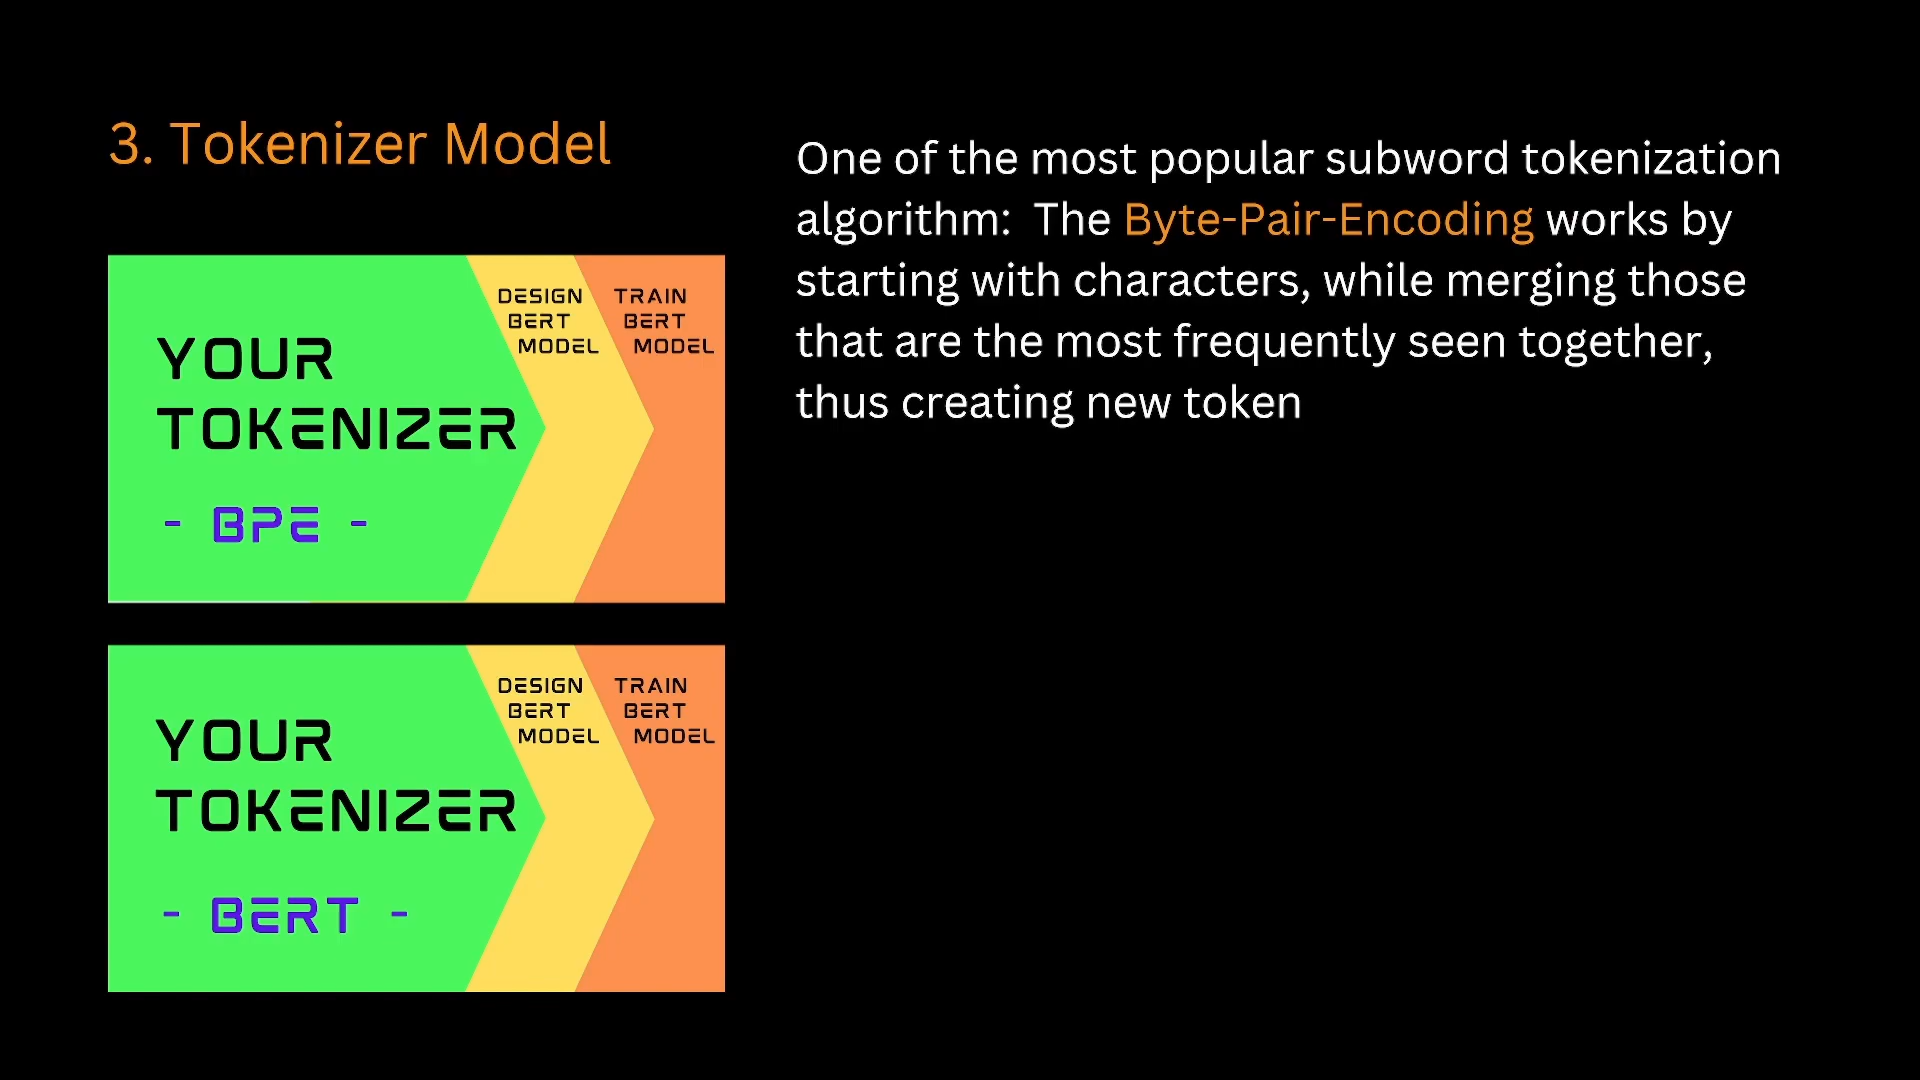 3. Tokenizer Model
YOUR
TOKENIZER
- BPE -
DESIGN
BERT
MODEL
TRAIN
BERT
MODEL
YOUR
TOKENIZER
- BERT -
DESIGN
BERT
MODEL
TRAIN
BERT
MODEL
One of the most popular subword tokenization
algorithm:  The Byte-Pair-Encoding works by
starting with characters, while merging those
that are the most frequently seen together,
thus creating new token